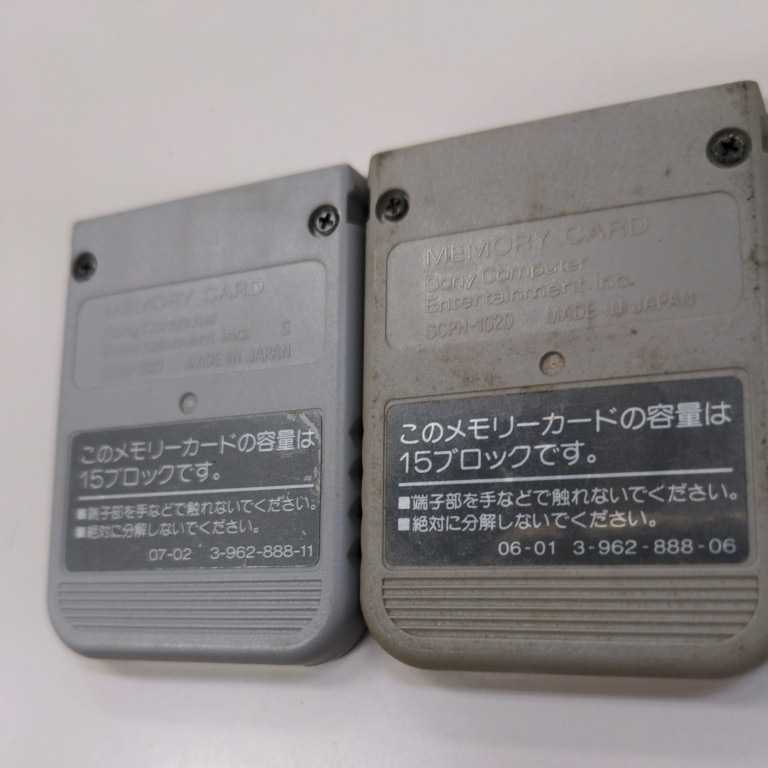 MEMORY CARD
Sony Computer
Entertainment Inc. S
MADE IN JAPAN
このメモリーカードの容量は
15ブロックです。
■端子部を手などで触れないでください。
■絶対に分解しないでください。
07-02 3-962-888-11
MEMORY CARD
Sony Computer
Entertainment Inc.
SCPH-1020 MADE IN JAPAN
このメモリーカードの容量は
15ブロックです。
■端子部を手などで触れないでください。
■絶対に分解しないでください。
06-01 3-962-888-06